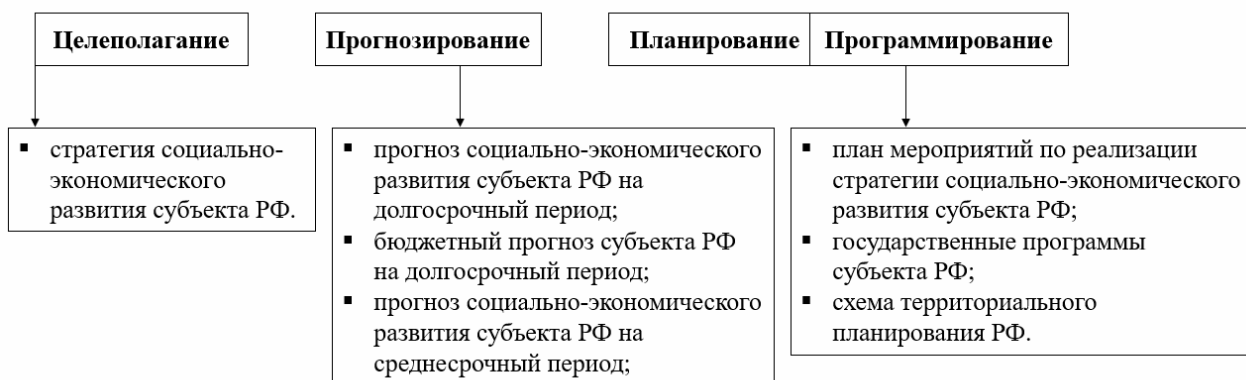 Целеполагание
Прогнозирование
Планирование
Программирование
▪ стратегия социально-
экономического
развития субъекта РФ.
▪ прогноз социально-экономического
развития субъекта РФ на
долгосрочный период;
▪ бюджетный прогноз субъекта РФ
на долгосрочный период;
▪ прогноз социально-экономического
развития субъекта РФ на
среднесрочный период;
▪ план мероприятий по реализации
стратегии социально-экономического
развития субъекта РФ;
▪ государственные программы
субъекта РФ;
▪ схема территориального
планирования РФ.